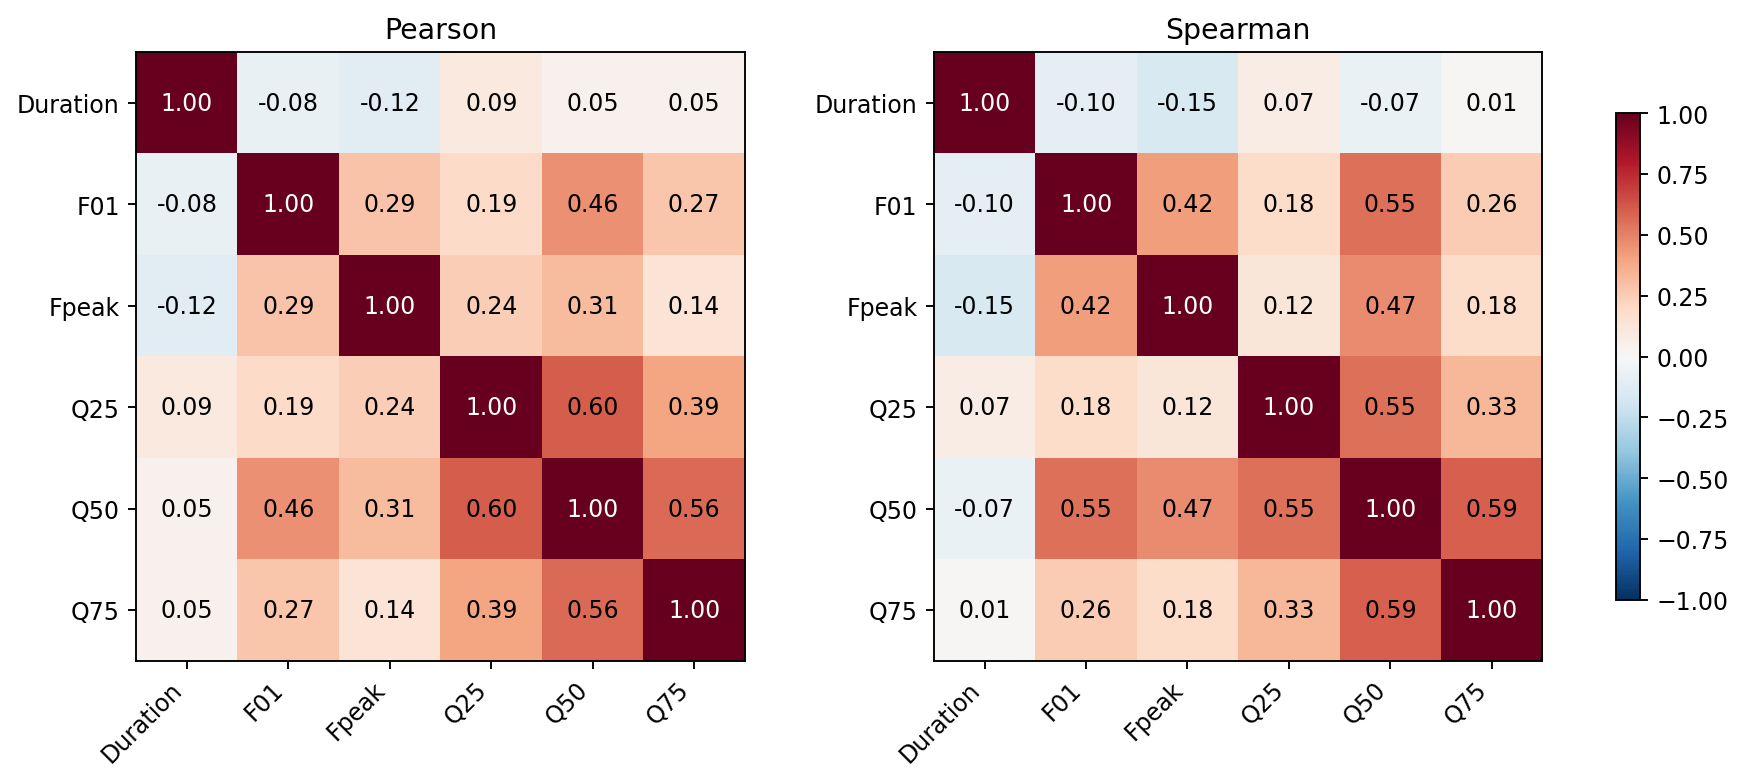 Pearson
Duration 1.00 -0.08 -0.12 0.09 0.05 0.05
F01 -0.08 1.00 0.29 0.19 0.46 0.27
Fpeak -0.12 0.29 1.00 0.24 0.31 0.14
Q25 0.09 0.19 0.24 1.00 0.60 0.39
Q50 0.05 0.46 0.31 0.60 1.00 0.56
Q75 0.05 0.27 0.14 0.39 0.56 1.00
Duration F01 Fpeak Q25 Q50 Q75
Spearman
Duration 1.00 -0.10 -0.15 0.07 -0.07 0.01
F01 -0.10 1.00 0.42 0.18 0.55 0.26
Fpeak -0.15 0.42 1.00 0.12 0.47 0.18
Q25 0.07 0.18 0.12 1.00 0.55 0.33
Q50 -0.07 0.55 0.47 0.55 1.00 0.59
Q75 0.01 0.26 0.18 0.33 0.59 1.00
Duration F01 Fpeak Q25 Q50 Q75
1.00
0.75
0.50
0.25
0.00
−0.25
−0.50
−0.75
−1.00